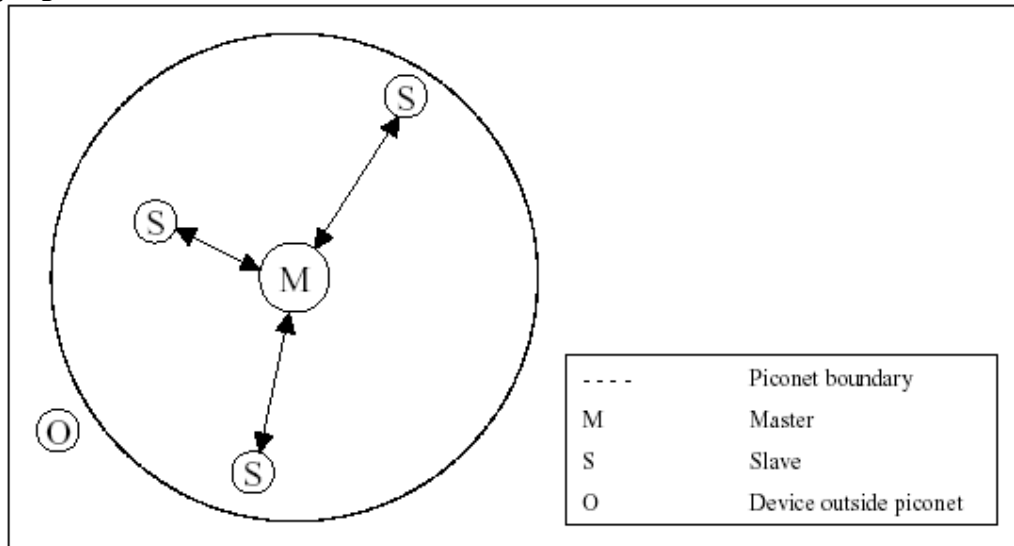 S
S
M
S
O
- - - - Piconet boundary
M Master
S Slave
O Device outside piconet